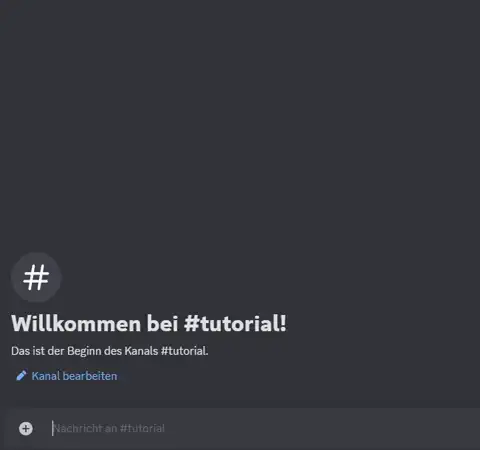 #
Willkommen bei #tutorial!
Das ist der Beginn des Kanals #tutorial.
Kanal bearbeiten
Nachricht an #tutorial